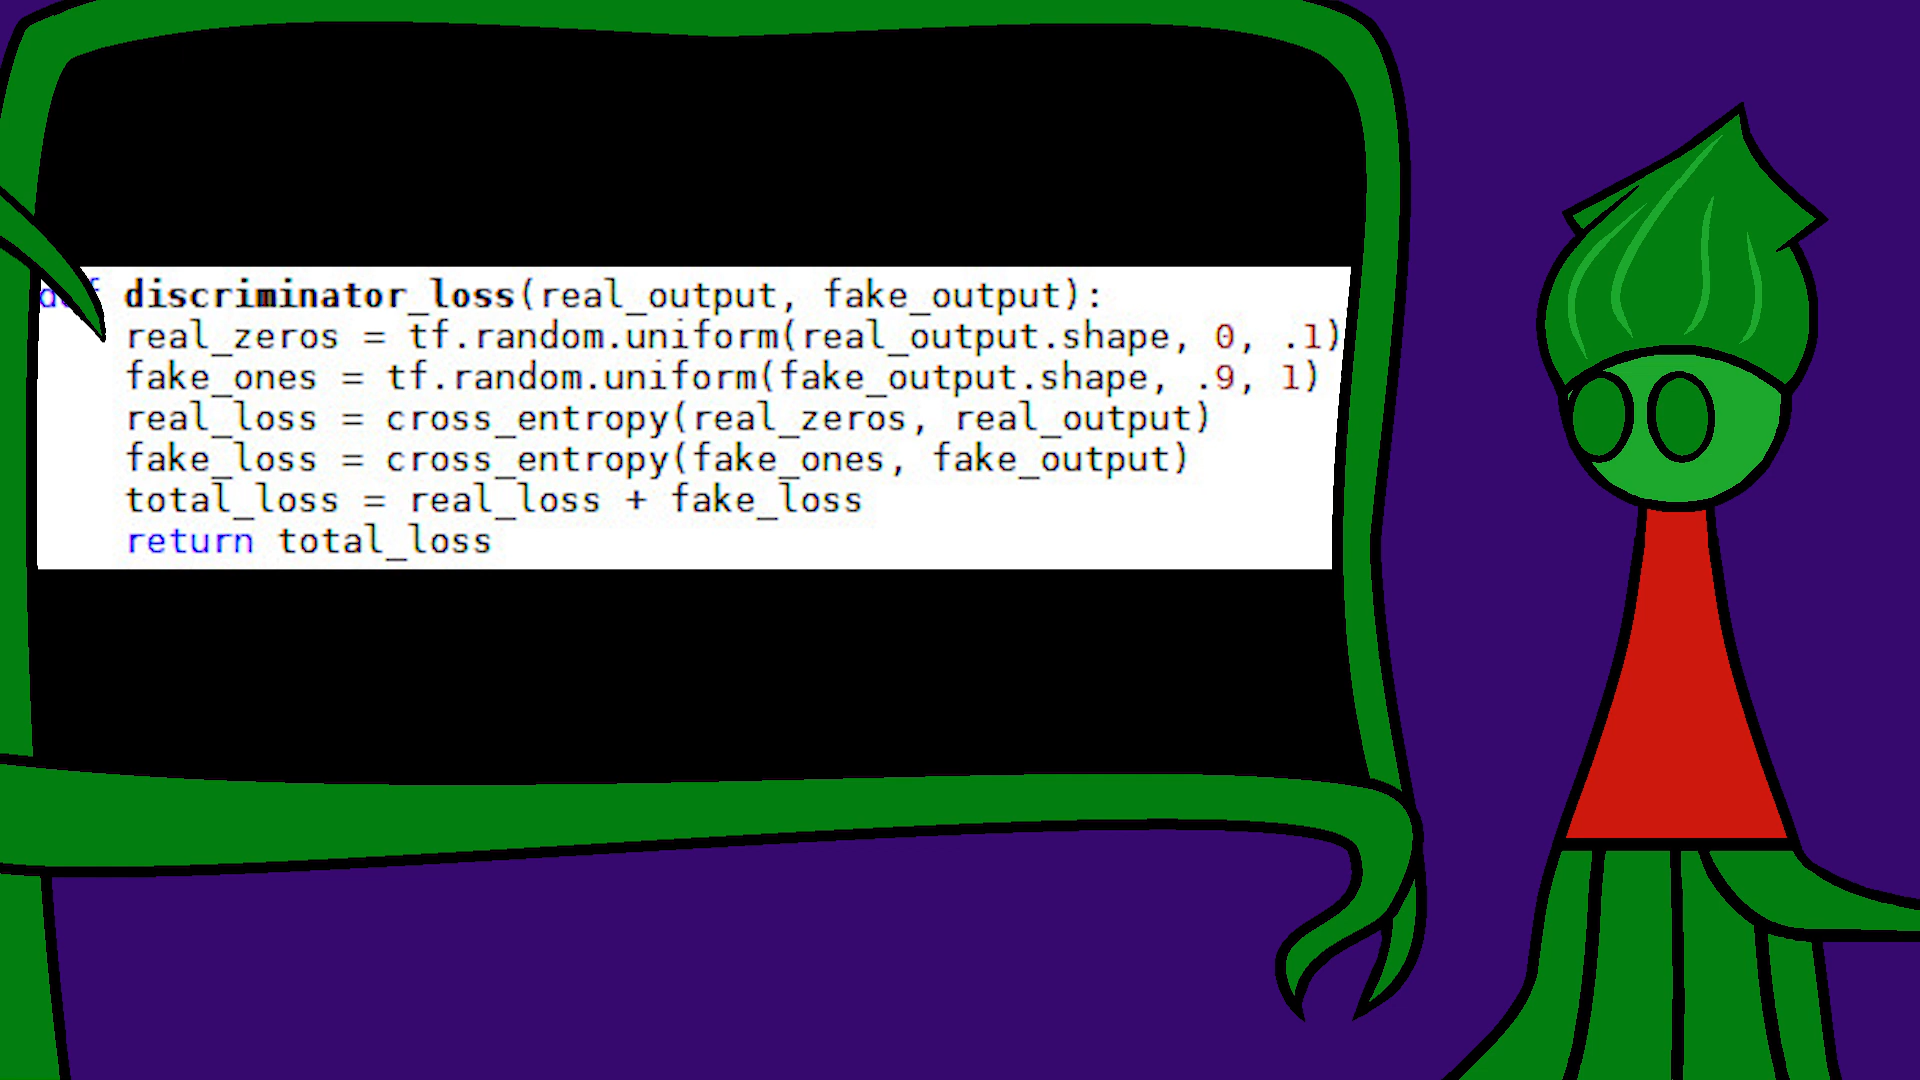 def discriminator_loss(real_output, fake_output):
    real_zeros = tf.random.uniform(real_output.shape, 0, .1)
    fake_ones = tf.random.uniform(fake_output.shape, .9, 1)
    real_loss = cross_entropy(real_zeros, real_output)
    fake_loss = cross_entropy(fake_ones, fake_output)
    total_loss = real_loss + fake_loss
    return total_loss